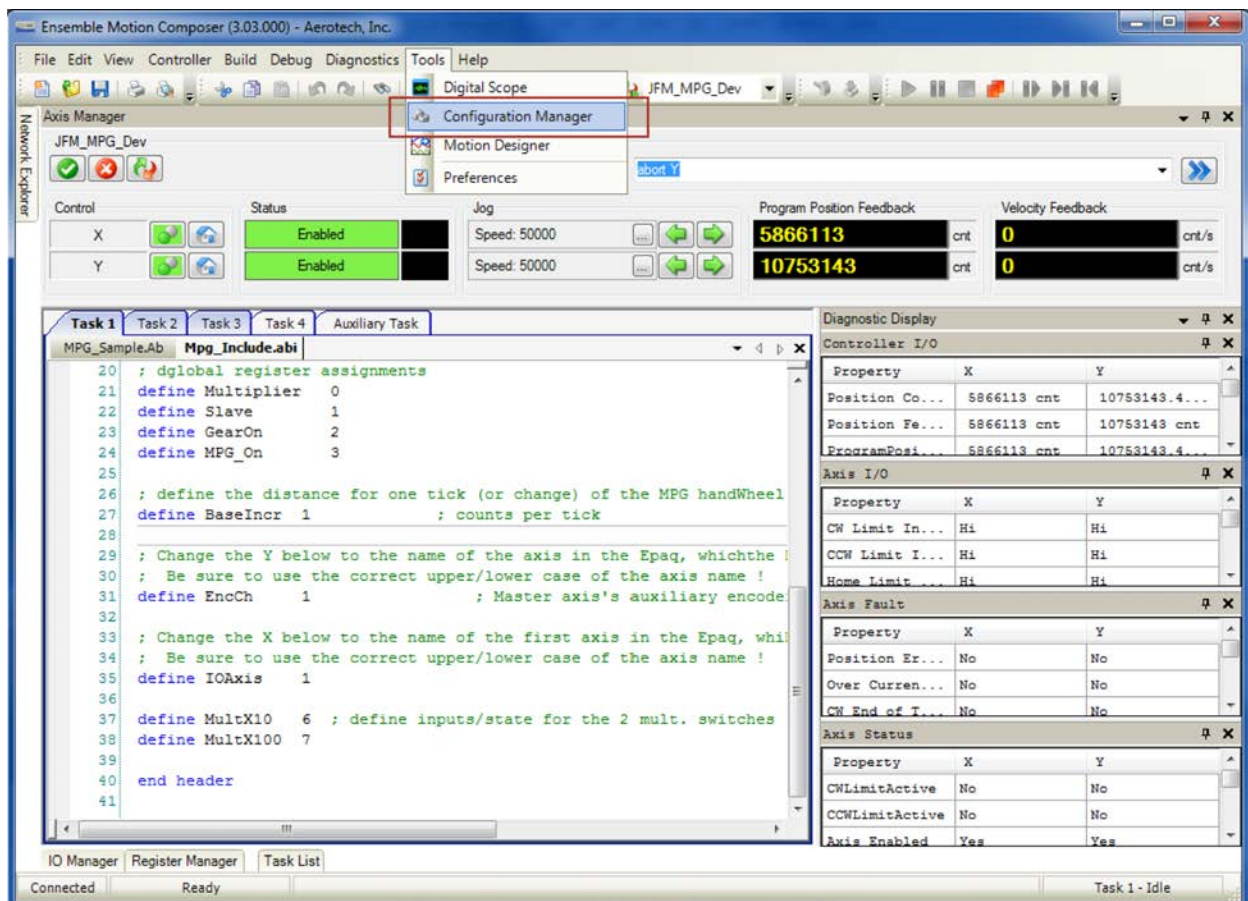 Ensemble Motion Composer (3.03.000) - Aerotech, Inc.
File Edit View Controller Build Debug Diagnostics Tools Help
Digital Scope
JFM_MPG_Dev
Configuration Manager
Motion Designer
Preferences
Network Explorer
Axis Manager
JFM_MPG_Dev
abort Y
Control Status Jog Program Position Feedback Velocity Feedback
X Enabled Speed: 50000 ... 5866113 cnt 0 cnt/s
Y Enabled Speed: 50000 ... 10753143 cnt 0 cnt/s
Task 1 Task 2 Task 3 Task 4 Auxiliary Task
MPG_Sample.Ab Mpg_Include.abi
20 ; dglobal register assignments
21 define Multiplier 0
22 define Slave 1
23 define GearOn 2
24 define MPG_On 3
25
26 ; define the distance for one tick (or change) of the MPG handWheel
27 define BaseIncr 1 ; counts per tick
28
29 ; Change the Y below to the name of the axis in the Epaq, whichthe
30 ; Be sure to use the correct upper/lower case of the axis name !
31 define EncCh 1 ; Master axis's auxiliary encode
32
33 ; Change the X below to the name of the first axis in the Epaq, whi
34 ; Be sure to use the correct upper/lower case of the axis name !
35 define IOAxis 1
36
37 define MultX10 6 ; define inputs/state for the 2 mult. switches
38 define MultX100 7
39
40 end header
41
Diagnostic Display
Controller I/O
Property X Y
Position Co... 5866113 cnt 10753143.4...
Position Fe... 5866113 cnt 10753143 cnt
ProgramPosi... 5866113 cnt 10753143.4...
Axis I/O
Property X Y
CW Limit In... Hi Hi
CCW Limit I... Hi Hi
Home Limit ... Hi Hi
Axis Fault
Property X Y
Position Er... No No
Over Curren... No No
CW End of T... No No
Axis Status
Property X Y
CWLimitActive No No
CCWLimitActive No No
Axis Enabled Yes Yes
IO Manager Register Manager Task List
Connected Ready Task 1 - Idle